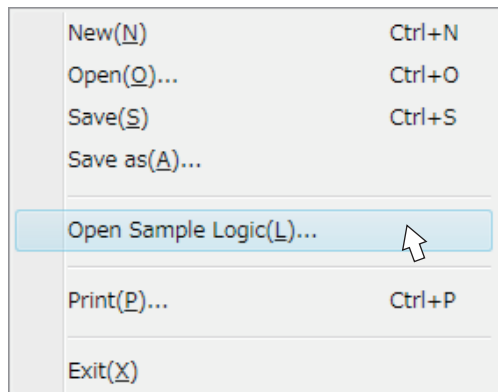 New(N) Ctrl+N
Open(O)... Ctrl+O
Save(S) Ctrl+S
Save as(A)...
Open Sample Logic(L)...
Print(P)... Ctrl+P
Exit(X)